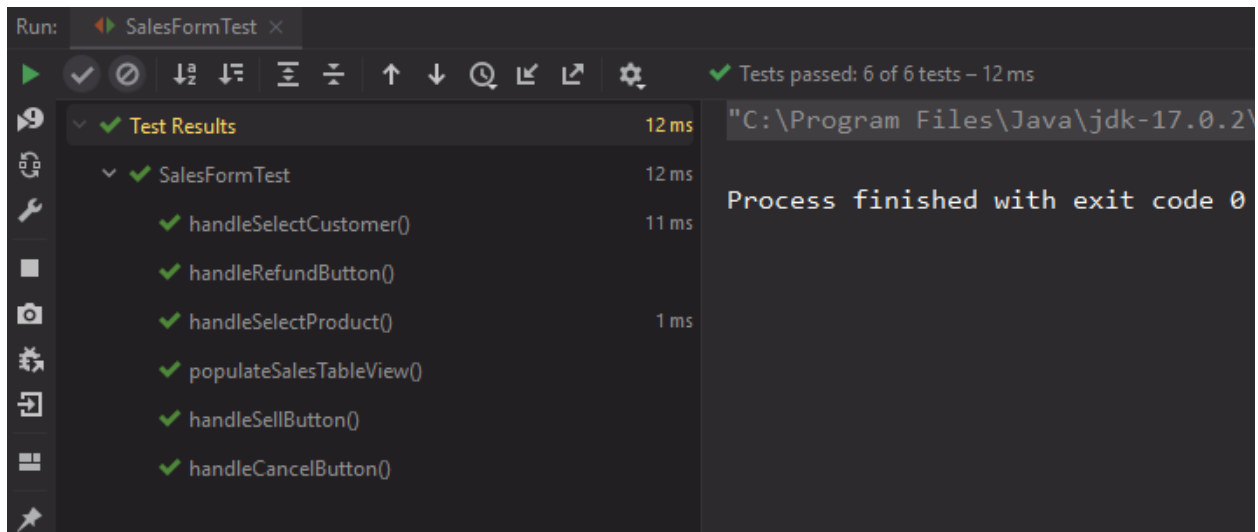 Run: SalesFormTest
Tests passed: 6 of 6 tests – 12 ms
Test Results 12 ms
SalesFormTest 12 ms
handleSelectCustomer() 11 ms
handleRefundButton()
handleSelectProduct() 1 ms
populateSalesTableView()
handleSellButton()
handleCancelButton()
"C:\Program Files\Java\jdk-17.0.2\
Process finished with exit code 0